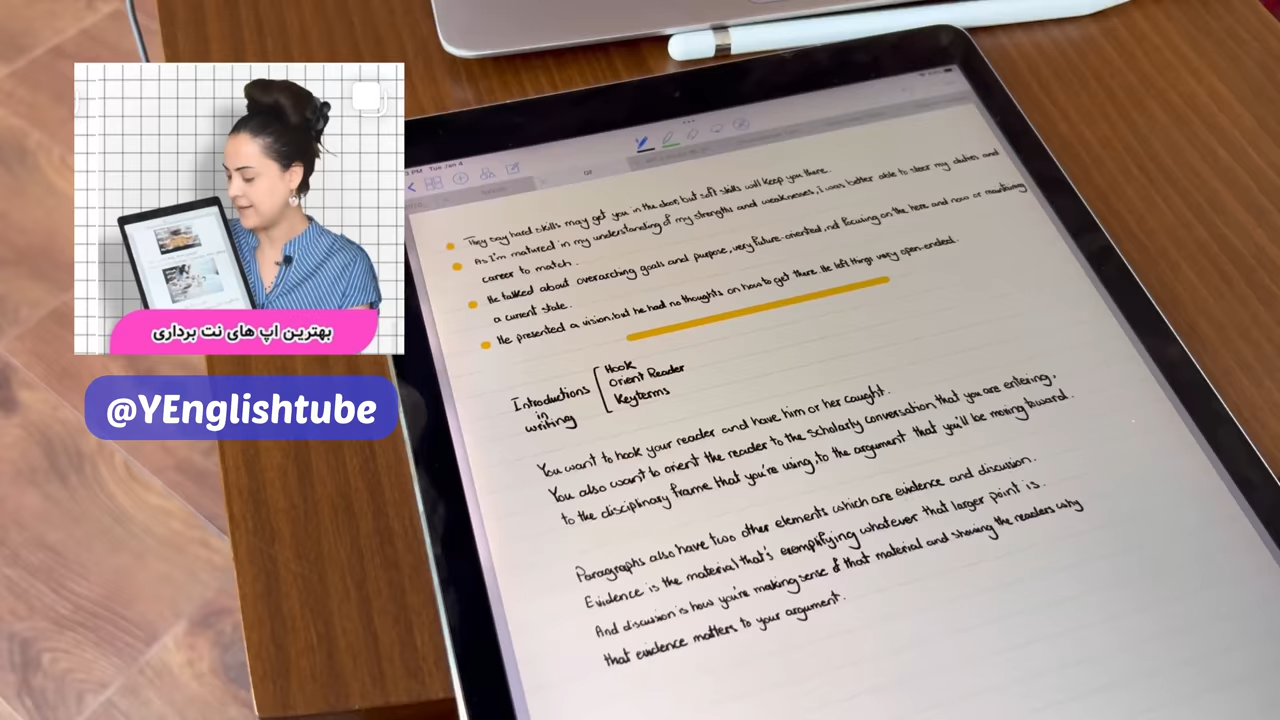 بهترین اپ های نت برداری
@YEnglishtube
Tue Jan 4
They say hard skills may get you in the door, but soft skills will keep you there.
As I'm matured in my understanding of my strengths and weaknesses, i was better able to steer my duties and
career to match.
He talked about overarching goals and purpose, very future-oriented, not focusing on the here and now or maintaining
a current state.
He presented a vision, but he had no thoughts on how to get there. He left things very open-ended.
Introductions
in
writing
Hook
Orient Reader
Keyterms
You want to hook your reader and have him or her caught.
You also want to orient the reader to the scholarly conversation that you are entering,
to the disciplinary frame that you're using, to the argument that you'll be moving toward.
Paragraphs also have two other elements which are evidence and discussion.
Evidence is the material that's exemplifying whatever that larger point is.
And discussion is how you're making sense of that material and showing the readers why
that evidence matters to your argument.